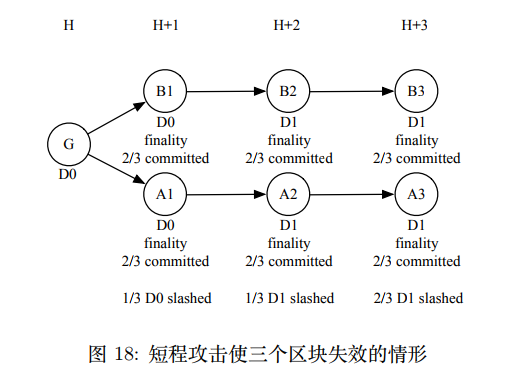 H H+1 H+2 H+3
B1 B2 B3
D0 D1 D1
finality finality finality
2/3 committed 2/3 committed 2/3 committed
G
D0
A1 A2 A3
D0 D1 D1
finality finality finality
2/3 committed 2/3 committed 2/3 committed
1/3 D0 slashed 1/3 D1 slashed 2/3 D1 slashed
图 18: 短程攻击使三个区块失效的情形